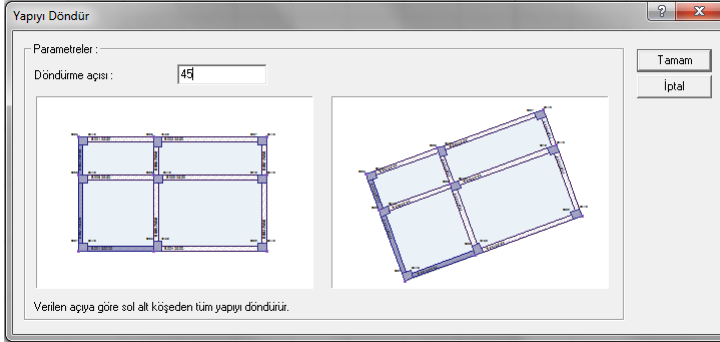 Yapıyı Döndür
Parametreler :
Döndürme açısı :
45
Tamam
İptal
Verilen açıya göre sol alt köşeden tüm yapıyı döndürür.